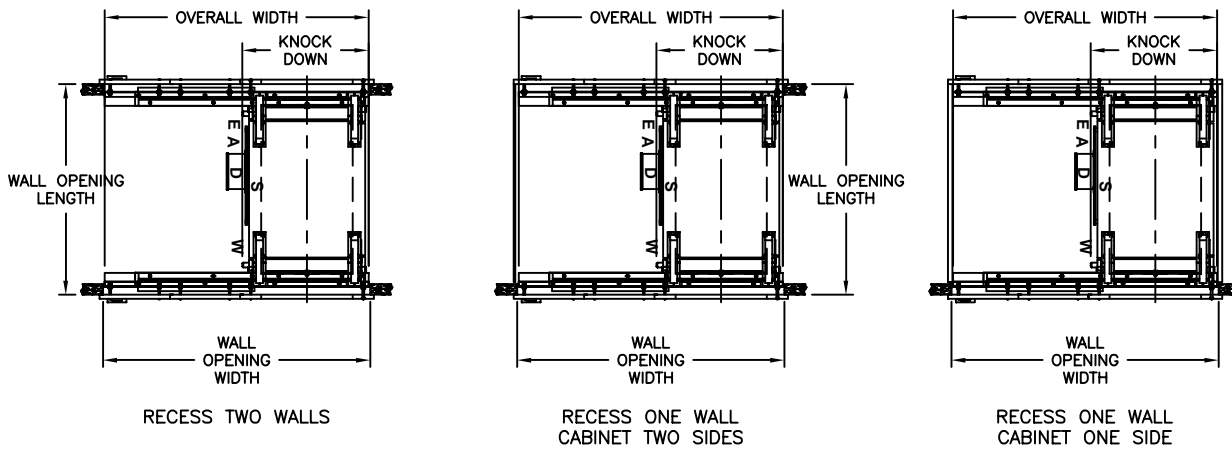 OVERALL WIDTH
KNOCK
DOWN
E
A
D
S
W
WALL OPENING
LENGTH
WALL
OPENING
WIDTH
RECESS TWO WALLS
OVERALL WIDTH
KNOCK
DOWN
E
A
D
S
W
WALL OPENING
LENGTH
WALL
OPENING
WIDTH
RECESS ONE WALL
CABINET TWO SIDES
OVERALL WIDTH
KNOCK
DOWN
E
A
D
S
W
WALL
OPENING
WIDTH
RECESS ONE WALL
CABINET ONE SIDE